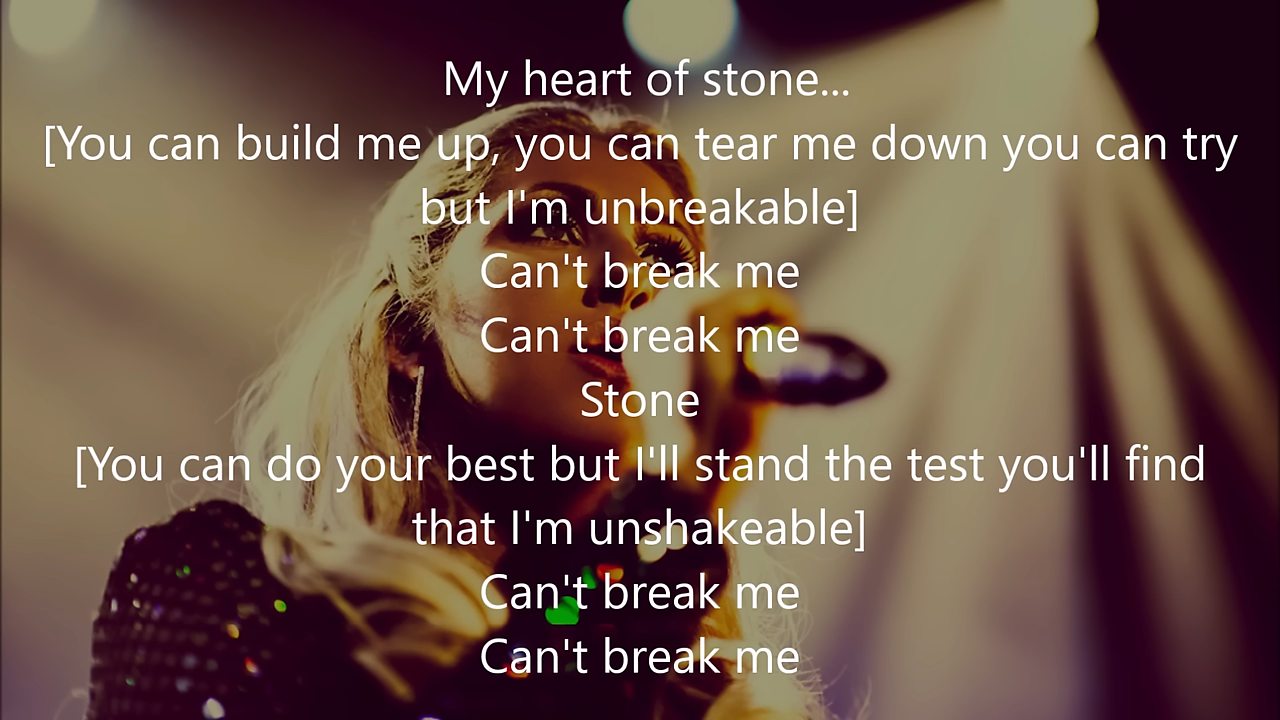 My heart of stone...
[You can build me up, you can tear me down you can try
but I'm unbreakable]
Can't break me
Can't break me
Stone
[You can do your best but I'll stand the test you'll find
that I'm unshakeable]
Can't break me
Can't break me